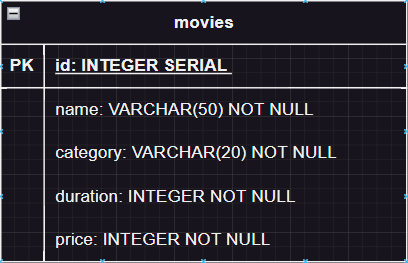 movies
PK id: INTEGER SERIAL
name: VARCHAR(50) NOT NULL
category: VARCHAR(20) NOT NULL
duration: INTEGER NOT NULL
price: INTEGER NOT NULL